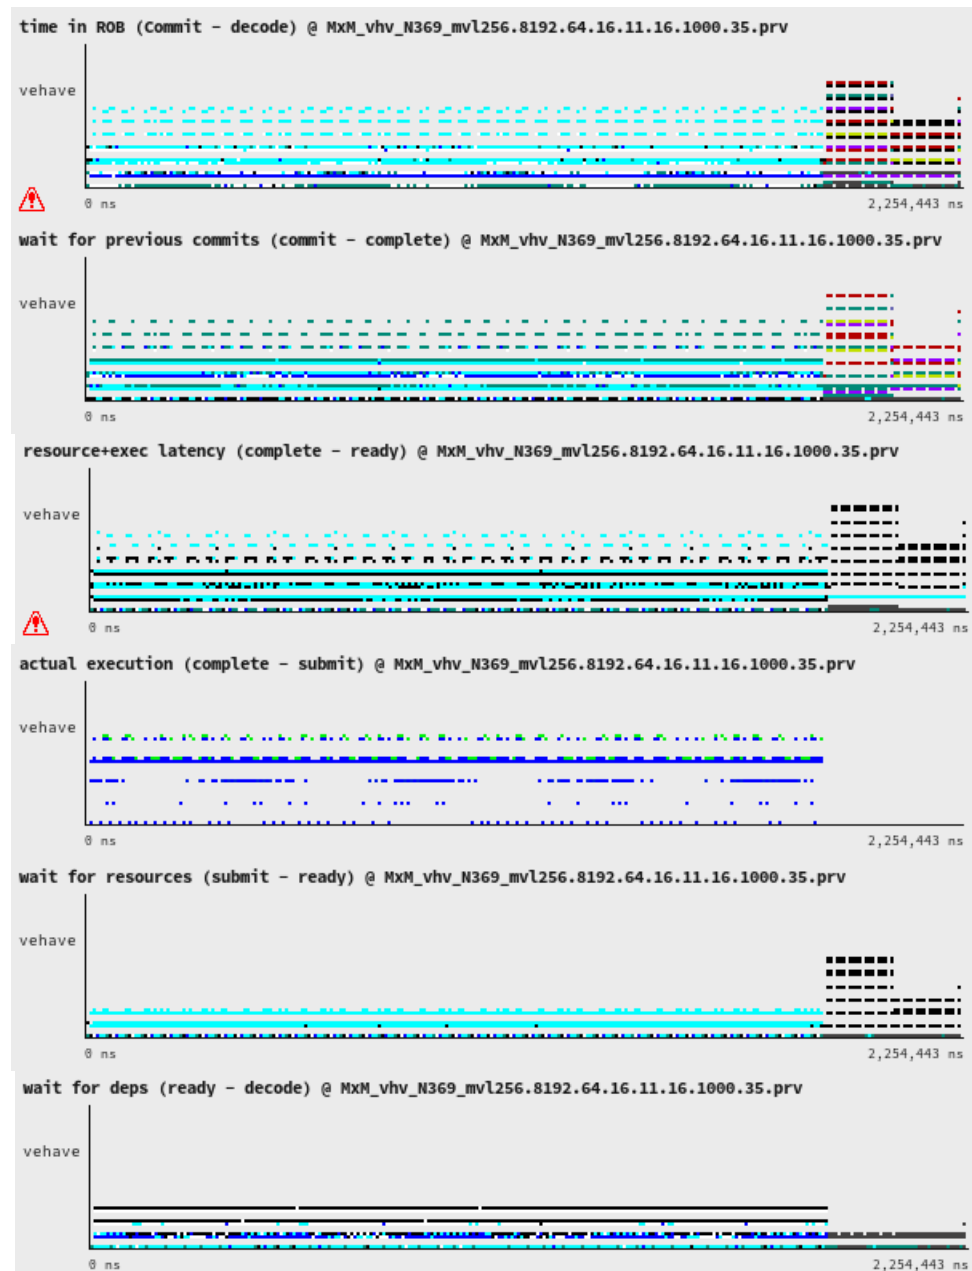 time in ROB (Commit - decode) @ MxM_vhv_N369_mvl256.8192.64.16.11.16.1000.35.prv
vehave
0 ns 2,254,443 ns
wait for previous commits (commit - complete) @ MxM_vhv_N369_mvl256.8192.64.16.11.16.1000.35.prv
vehave
0 ns 2,254,443 ns
resource+exec latency (complete - ready) @ MxM_vhv_N369_mvl256.8192.64.16.11.16.1000.35.prv
vehave
0 ns 2,254,443 ns
actual execution (complete - submit) @ MxM_vhv_N369_mvl256.8192.64.16.11.16.1000.35.prv
vehave
0 ns 2,254,443 ns
wait for resources (submit - ready) @ MxM_vhv_N369_mvl256.8192.64.16.11.16.1000.35.prv
vehave
0 ns 2,254,443 ns
wait for deps (ready - decode) @ MxM_vhv_N369_mvl256.8192.64.16.11.16.1000.35.prv
vehave
0 ns 2,254,443 ns